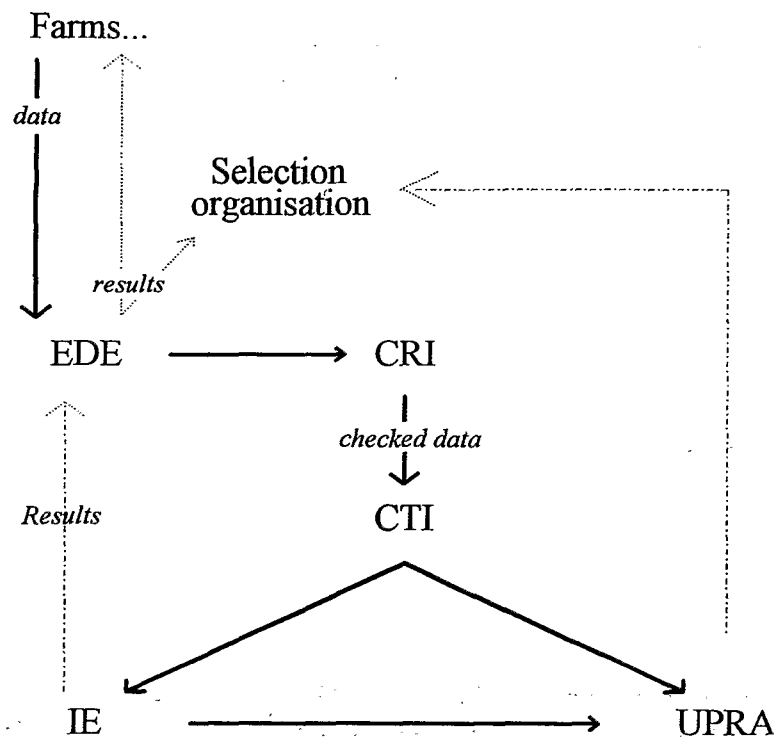 Farms...
data
Selection
organisation
results
EDE
CRI
checked data
Results
CTI
IE
UPRA